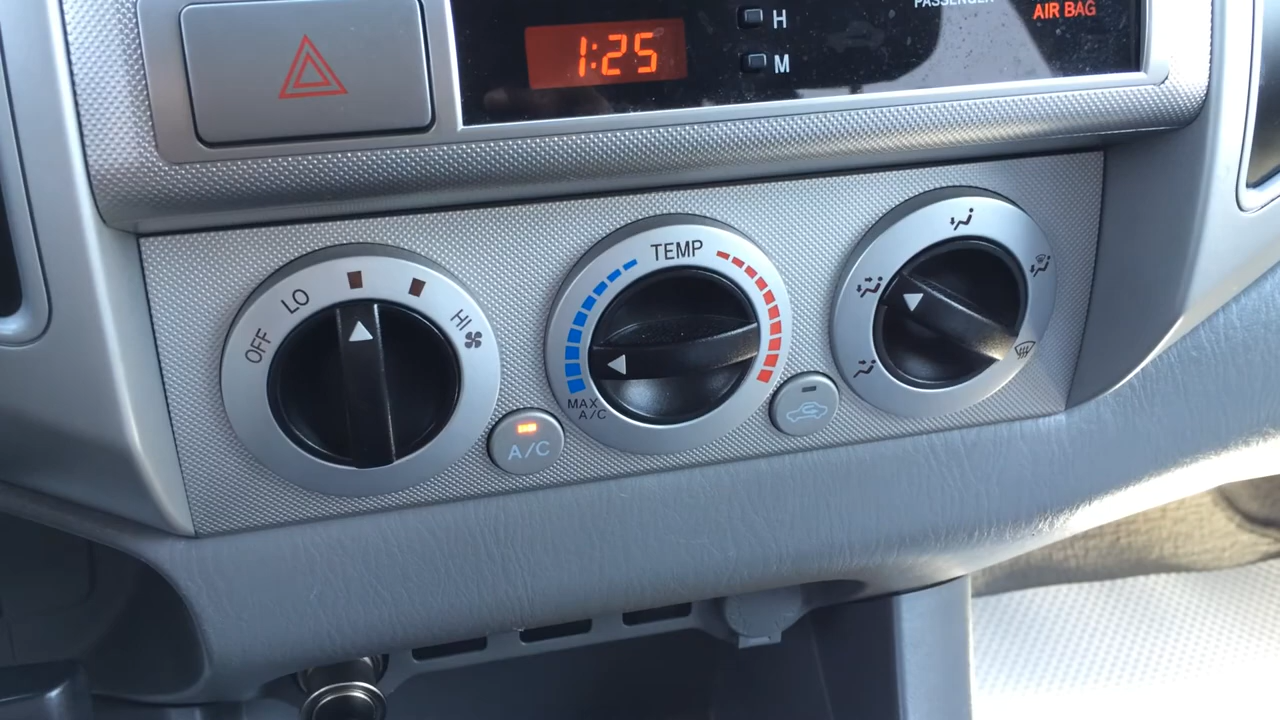 PASSENGER
AIR BAG
1:25
H
M
OFF
LO
HI
TEMP
MAX
A/C
A/C